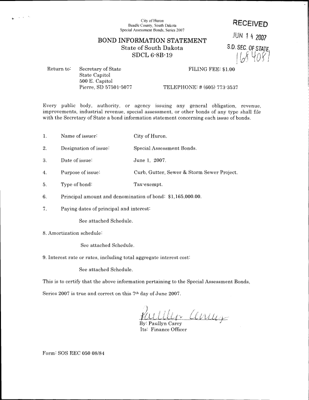 City of Huron
Beadle County, South Dakota
Special Assessment Bonds, Series 2007
RECEIVED
JUN 14 2007
S.D. SEC. OF STATE
BOND INFORMATION STATEMENT
State of South Dakota
SDCL 6-8B-19
Return to: Secretary of State FILING FEE: $1.00
State Capitol
500 E. Capitol
Pierre, SD 57501-5077 TELEPHONE: # (605) 773-3537
Every public body, authority, or agency issuing any general obligation, revenue,
improvements, industrial revenue, special assessment, or other bonds of any type shall file
with the Secretary of State a bond information statement concerning each issue of bonds.
1. Name of issuer: City of Huron.
2. Designation of issue: Special Assessment Bonds.
3. Date of issue: June 1, 2007.
4. Purpose of issue: Curb, Gutter, Sewer & Storm Sewer Project.
5. Type of bond: Tax-exempt.
6. Principal amount and denomination of bond: $1,165,000.00.
7. Paying dates of principal and interest:
See attached Schedule.
8. Amortization schedule:
See attached Schedule.
9. Interest rate or rates, including total aggregate interest cost:
See attached Schedule.
This is to certify that the above information pertaining to the Special Assessment Bonds.
Series 2007 is true and correct on this 7th day of June 2007.
By: Paullyn Carey
Its: Finance Officer
Form: SOS REC 050 08/84